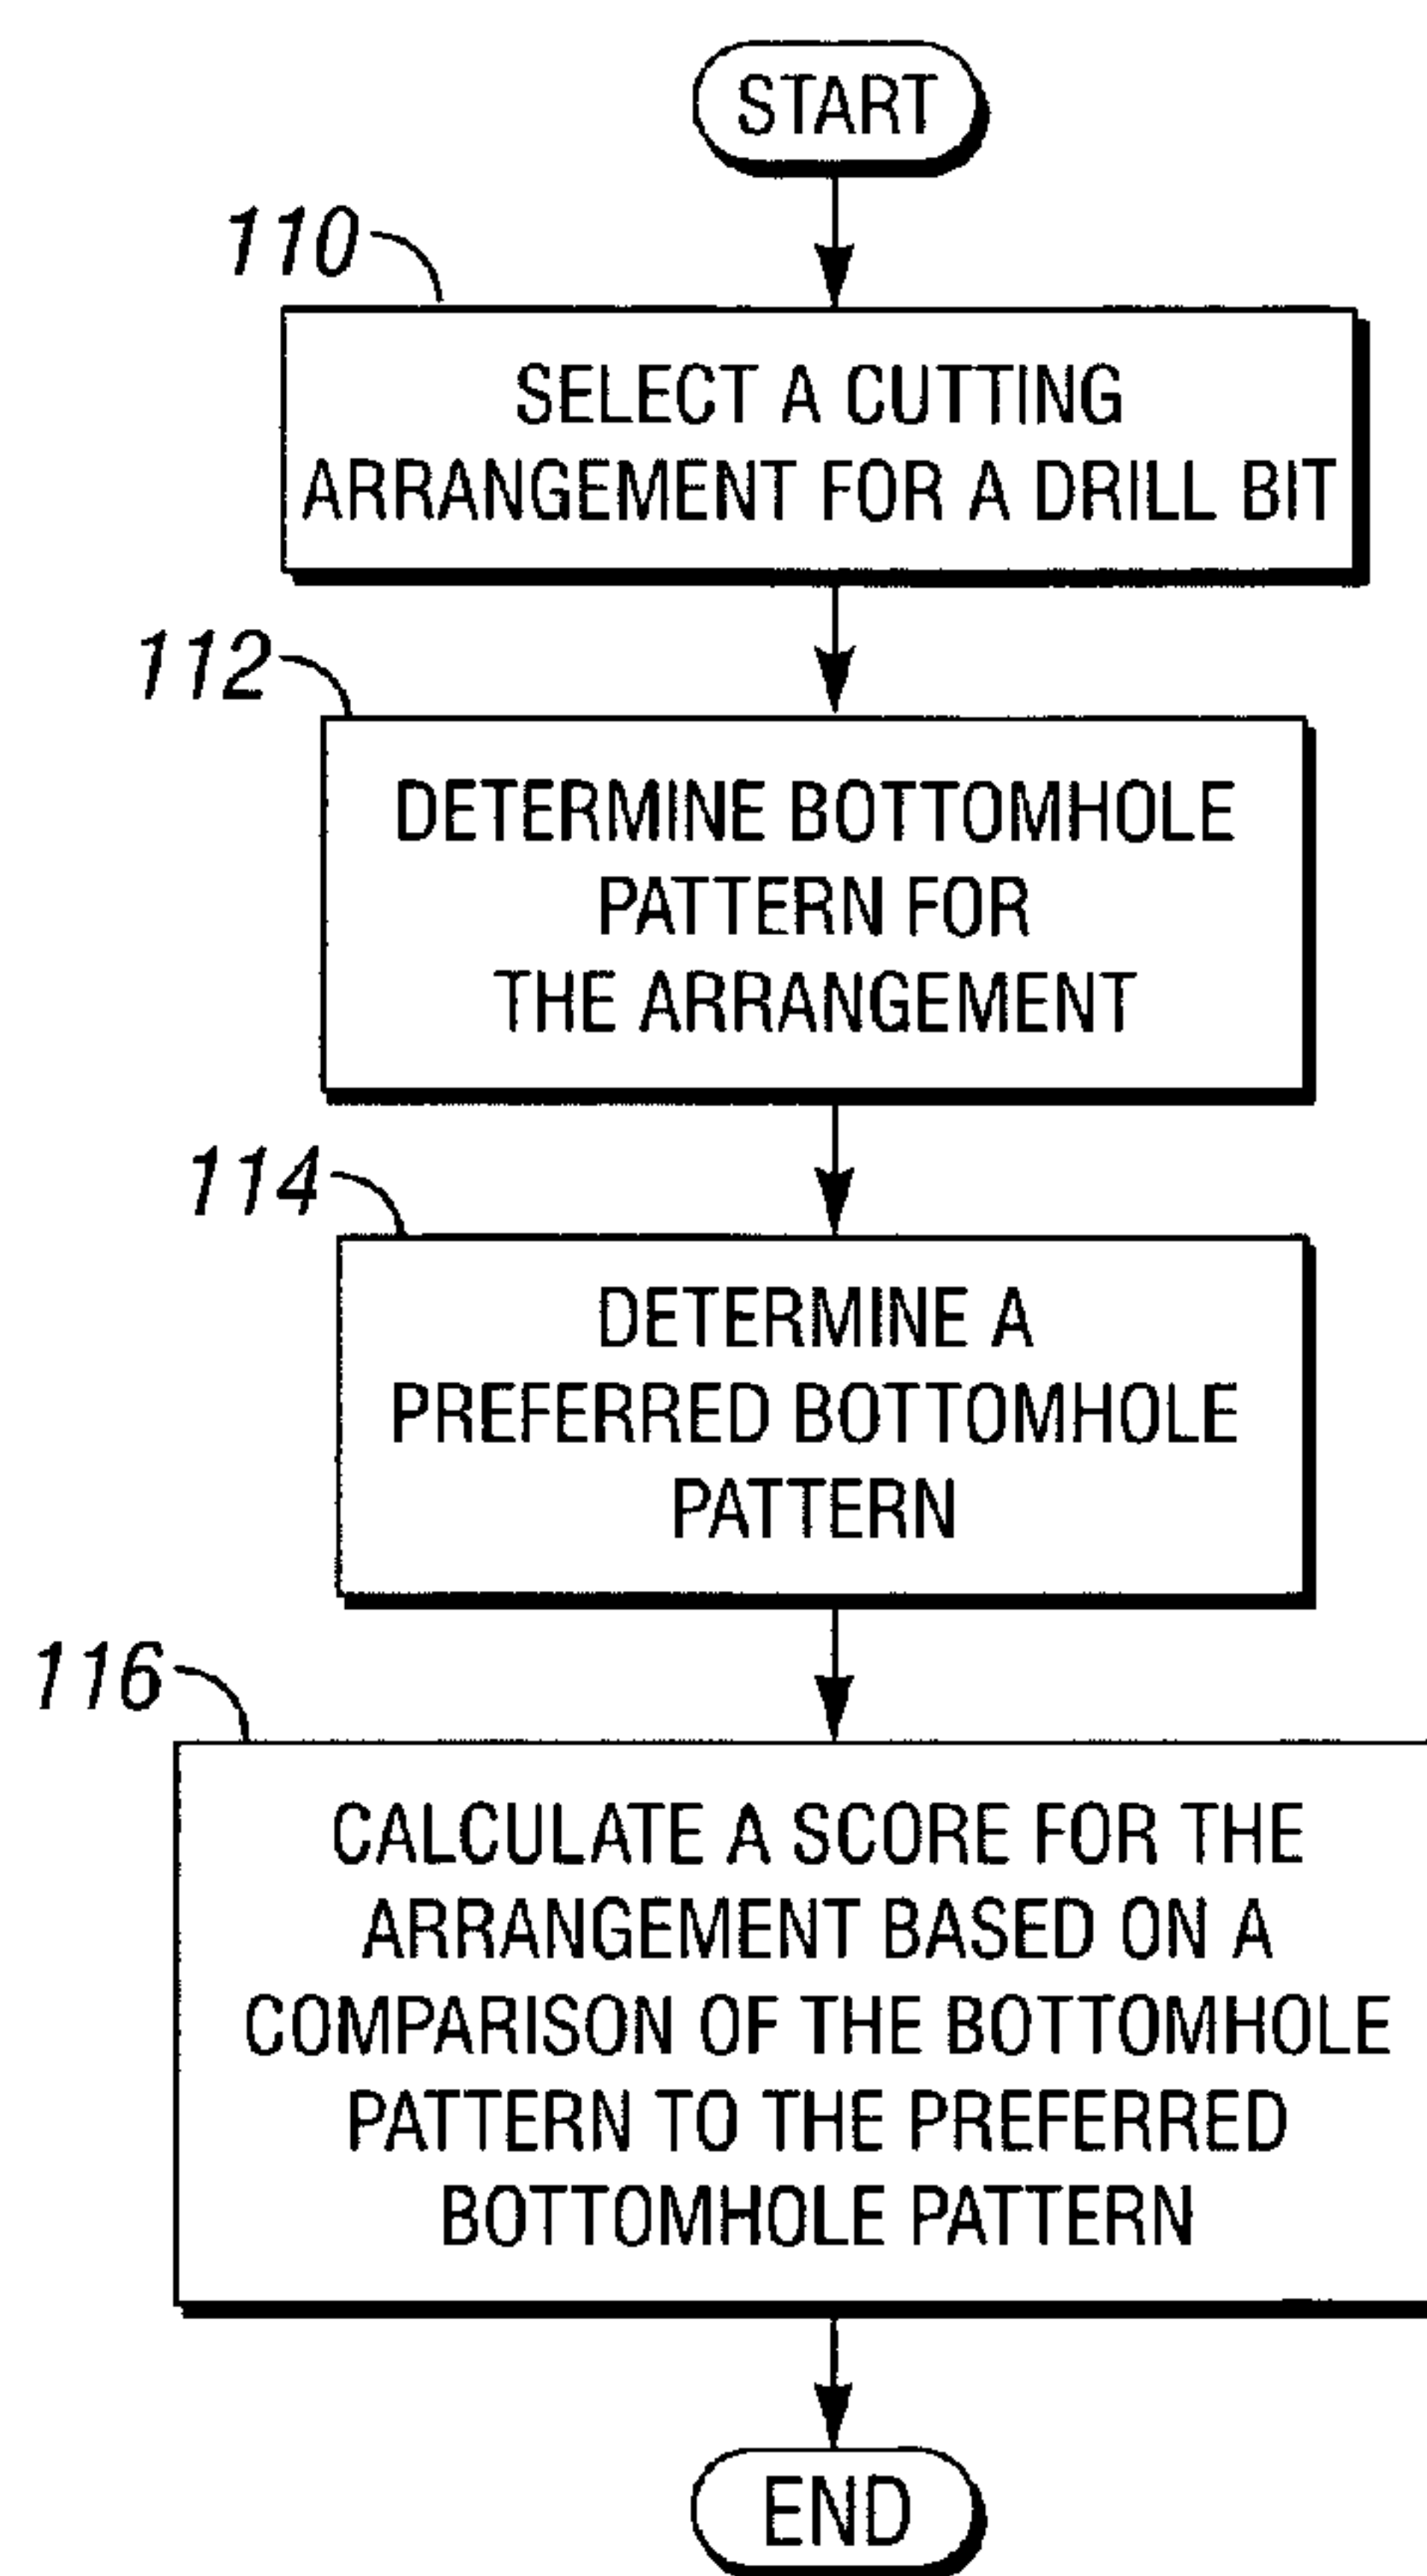 START
110
SELECT A CUTTING
ARRANGEMENT FOR A DRILL BIT
112
DETERMINE BOTTOMHOLE
PATTERN FOR
THE ARRANGEMENT
114
DETERMINE A
PREFERRED BOTTOMHOLE
PATTERN
116
CALCULATE A SCORE FOR THE
ARRANGEMENT BASED ON A
COMPARISON OF THE BOTTOMHOLE
PATTERN TO THE PREFERRED
BOTTOMHOLE PATTERN
END